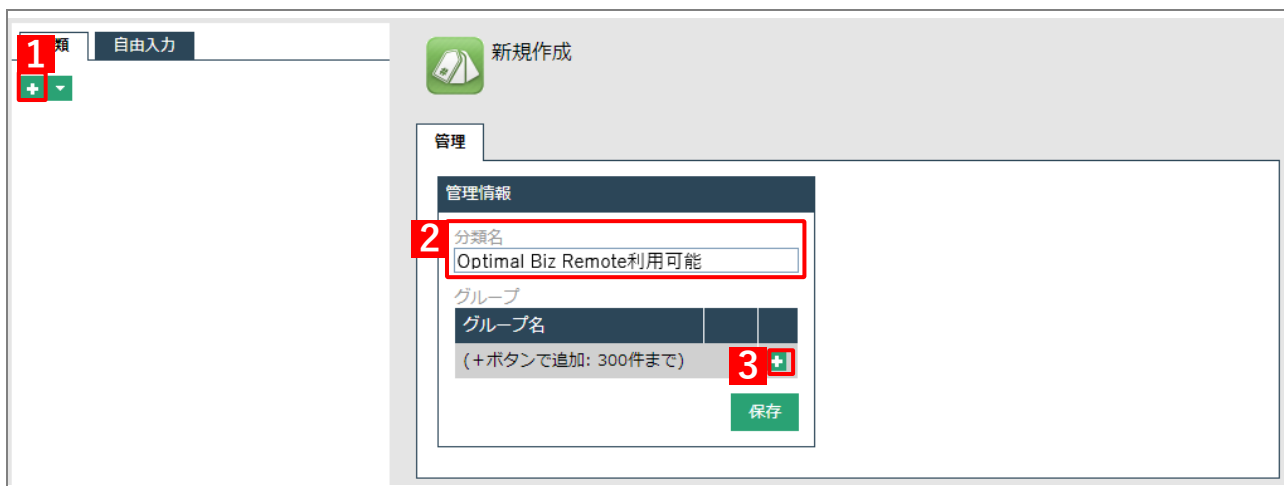 1
類
自由入力
新規作成
管理
管理情報
2
分類名
Optimal Biz Remote利用可能
グループ
グループ名
(+ボタンで追加: 300件まで)
3
保存